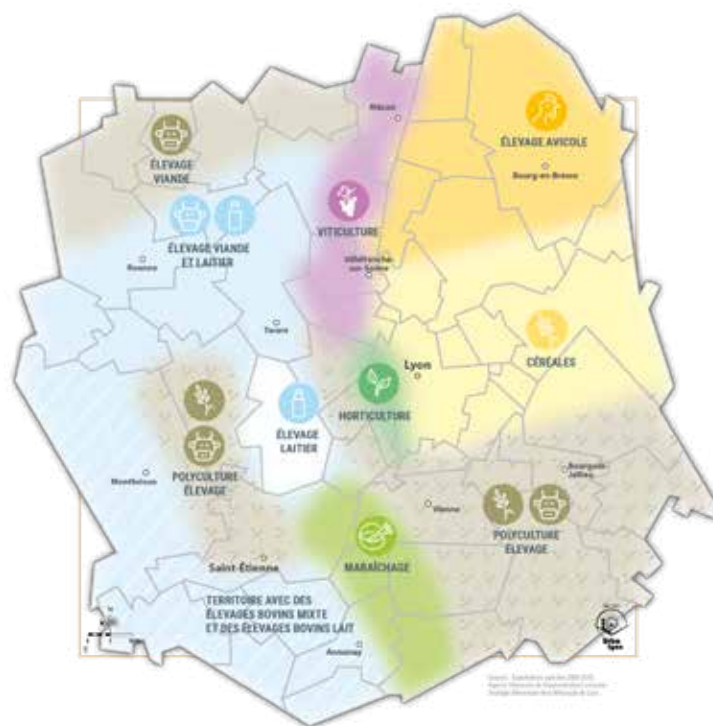 Mâcon
ÉLEVAGE AVICOLE
Bourg-en-Bresse
ÉLEVAGE
VIANDE
VITICULTURE
ÉLEVAGE VIANDE
ET LAITIER
Roanne
Villefranche-
sur-Saône
Tarare
CÉRÉALES
Lyon
HORTICULTURE
ÉLEVAGE
LAITIER
POLYCULTURE
ÉLEVAGE
Montbrison
Bourgoin-
Jallieu
Vienne
POLYCULTURE
ÉLEVAGE
MARAÎCHAGE
Saint-Étienne
TERRITOIRE AVEC DES
ÉLEVAGES BOVINS MIXTE
ET DES ÉLEVAGES BOVINS LAIT
Annonay
Urba
Lyon